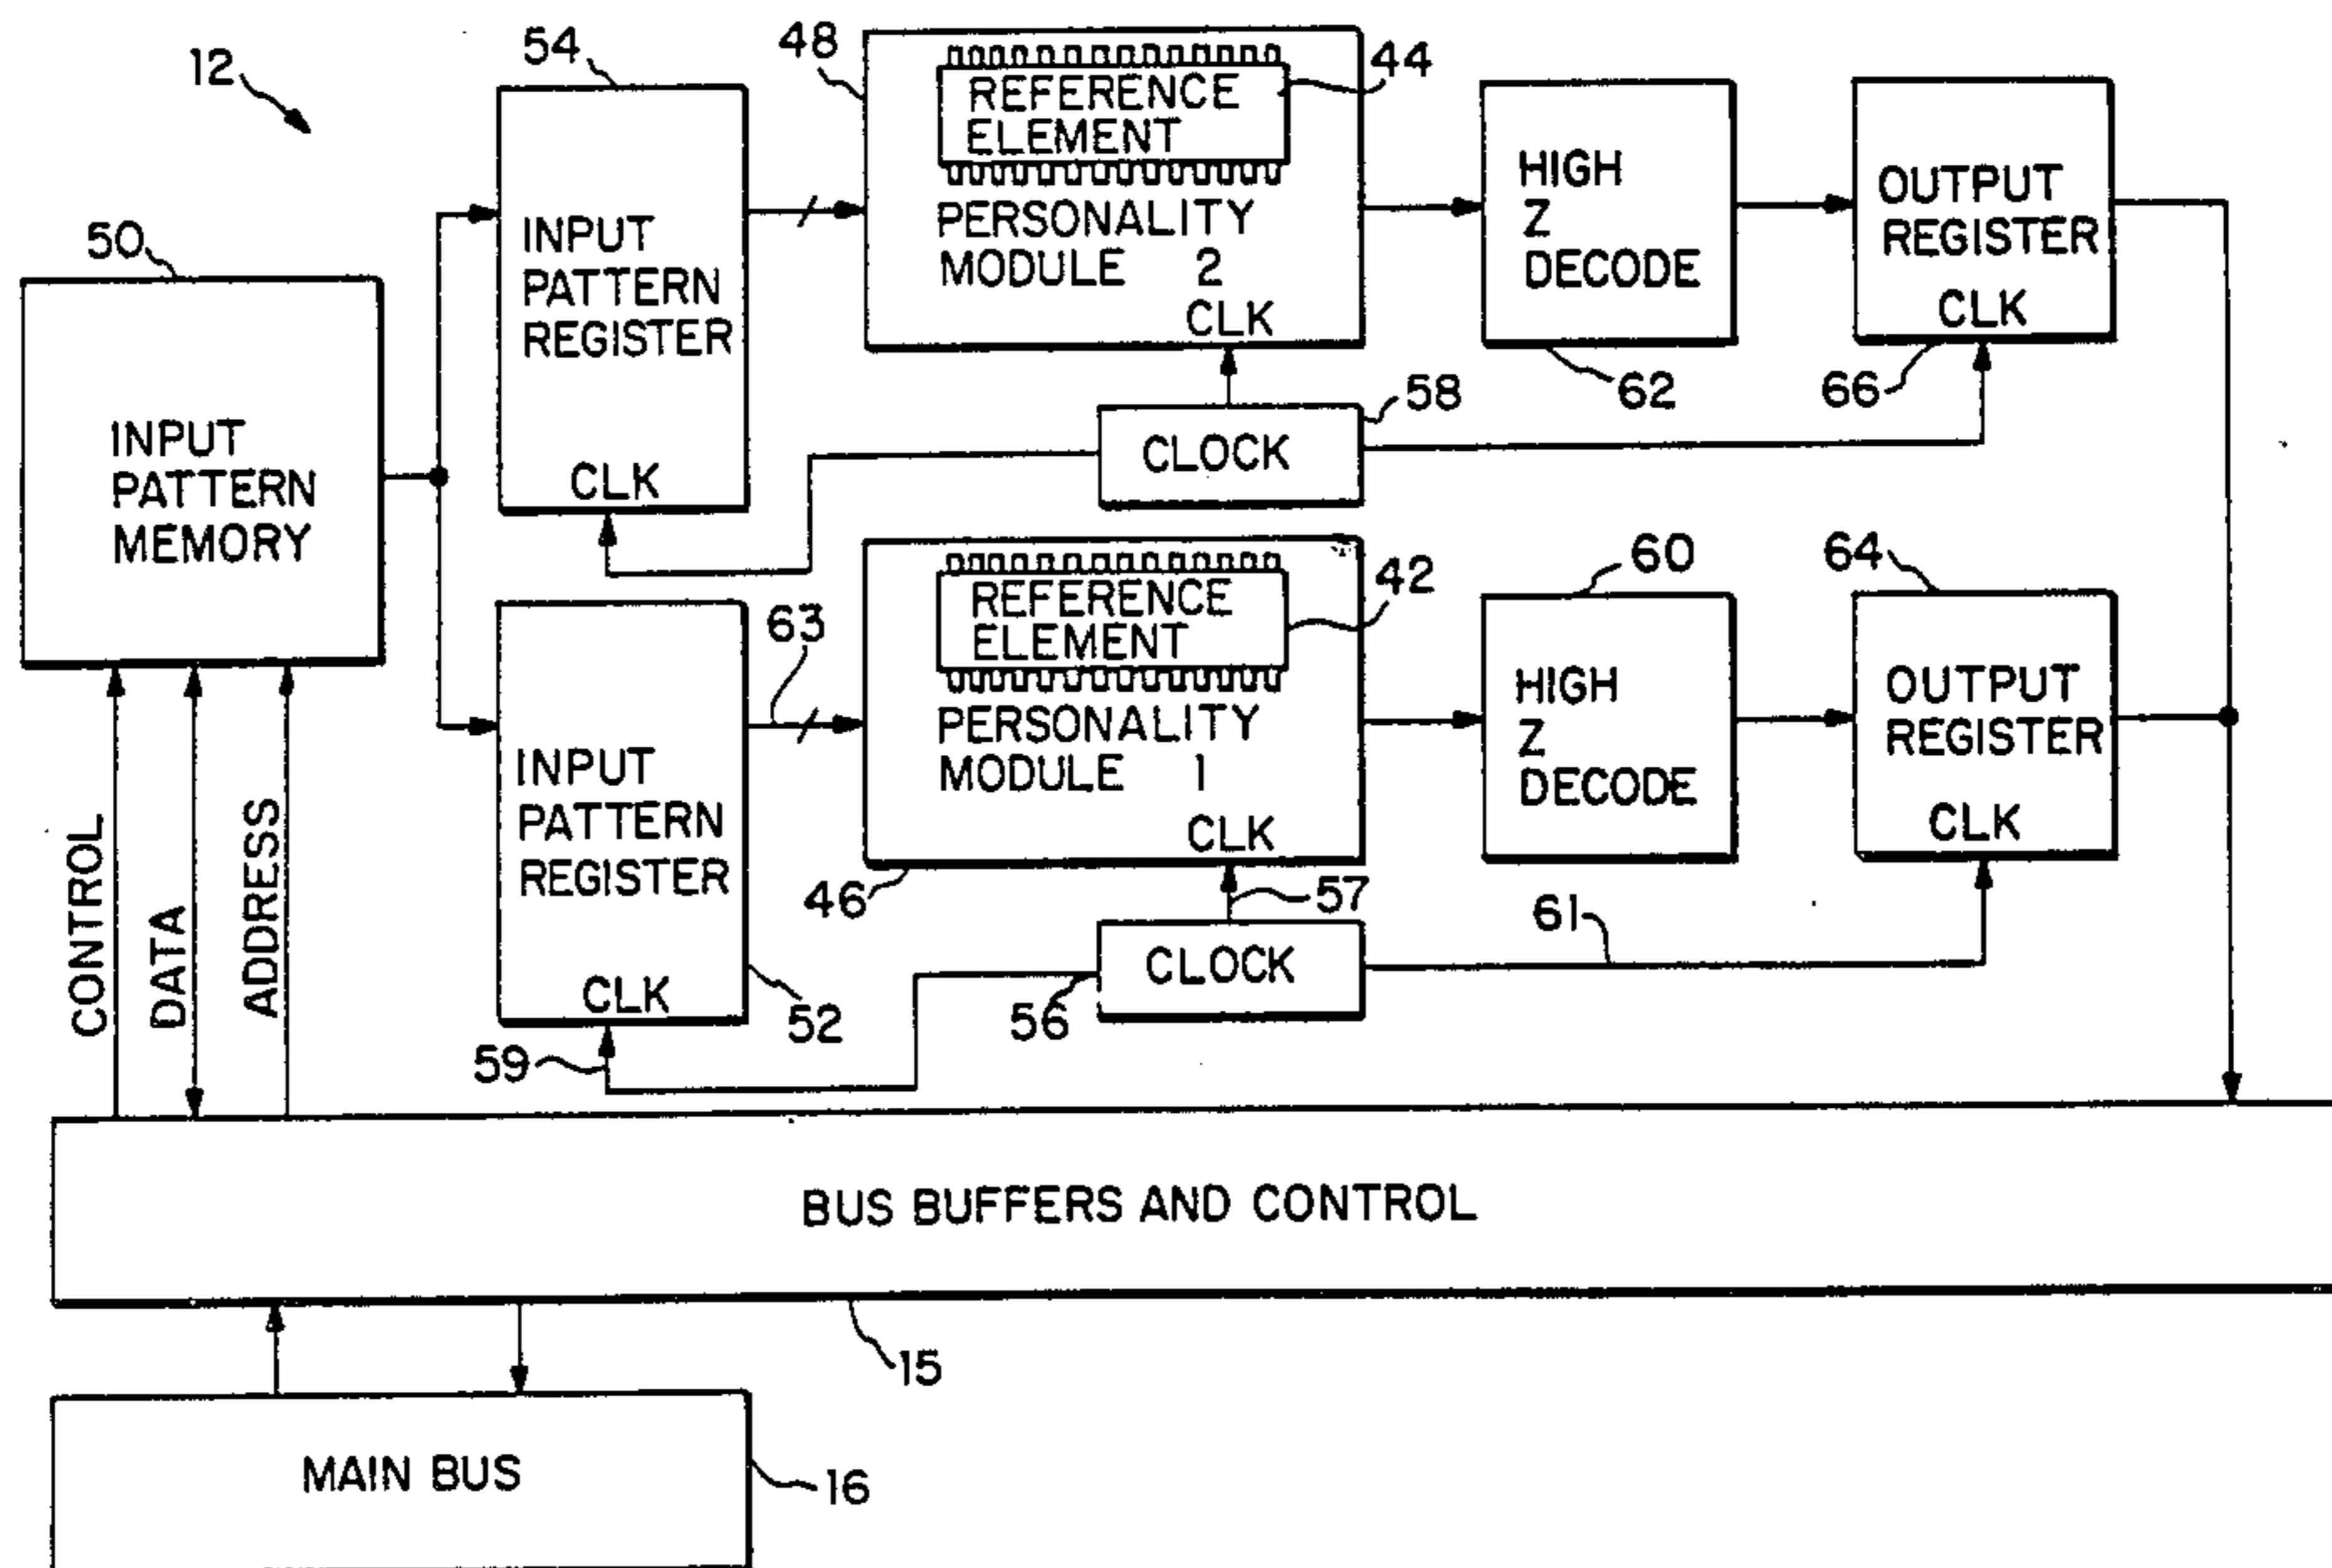 12
54
48
44
REFERENCE
ELEMENT
PERSONALITY
MODULE 2
CLK
INPUT
PATTERN
REGISTER
CLK
HIGH
Z
DECODE
62
OUTPUT
REGISTER
CLK
66
50
INPUT
PATTERN
MEMORY
58
CLOCK
63
INPUT
PATTERN
REGISTER
CLK
52
59
42
REFERENCE
ELEMENT
PERSONALITY
MODULE 1
CLK
46
57
CLOCK
56
60
HIGH
Z
DECODE
64
OUTPUT
REGISTER
CLK
61
CONTROL
DATA
ADDRESS
BUS BUFFERS AND CONTROL
15
MAIN BUS
16